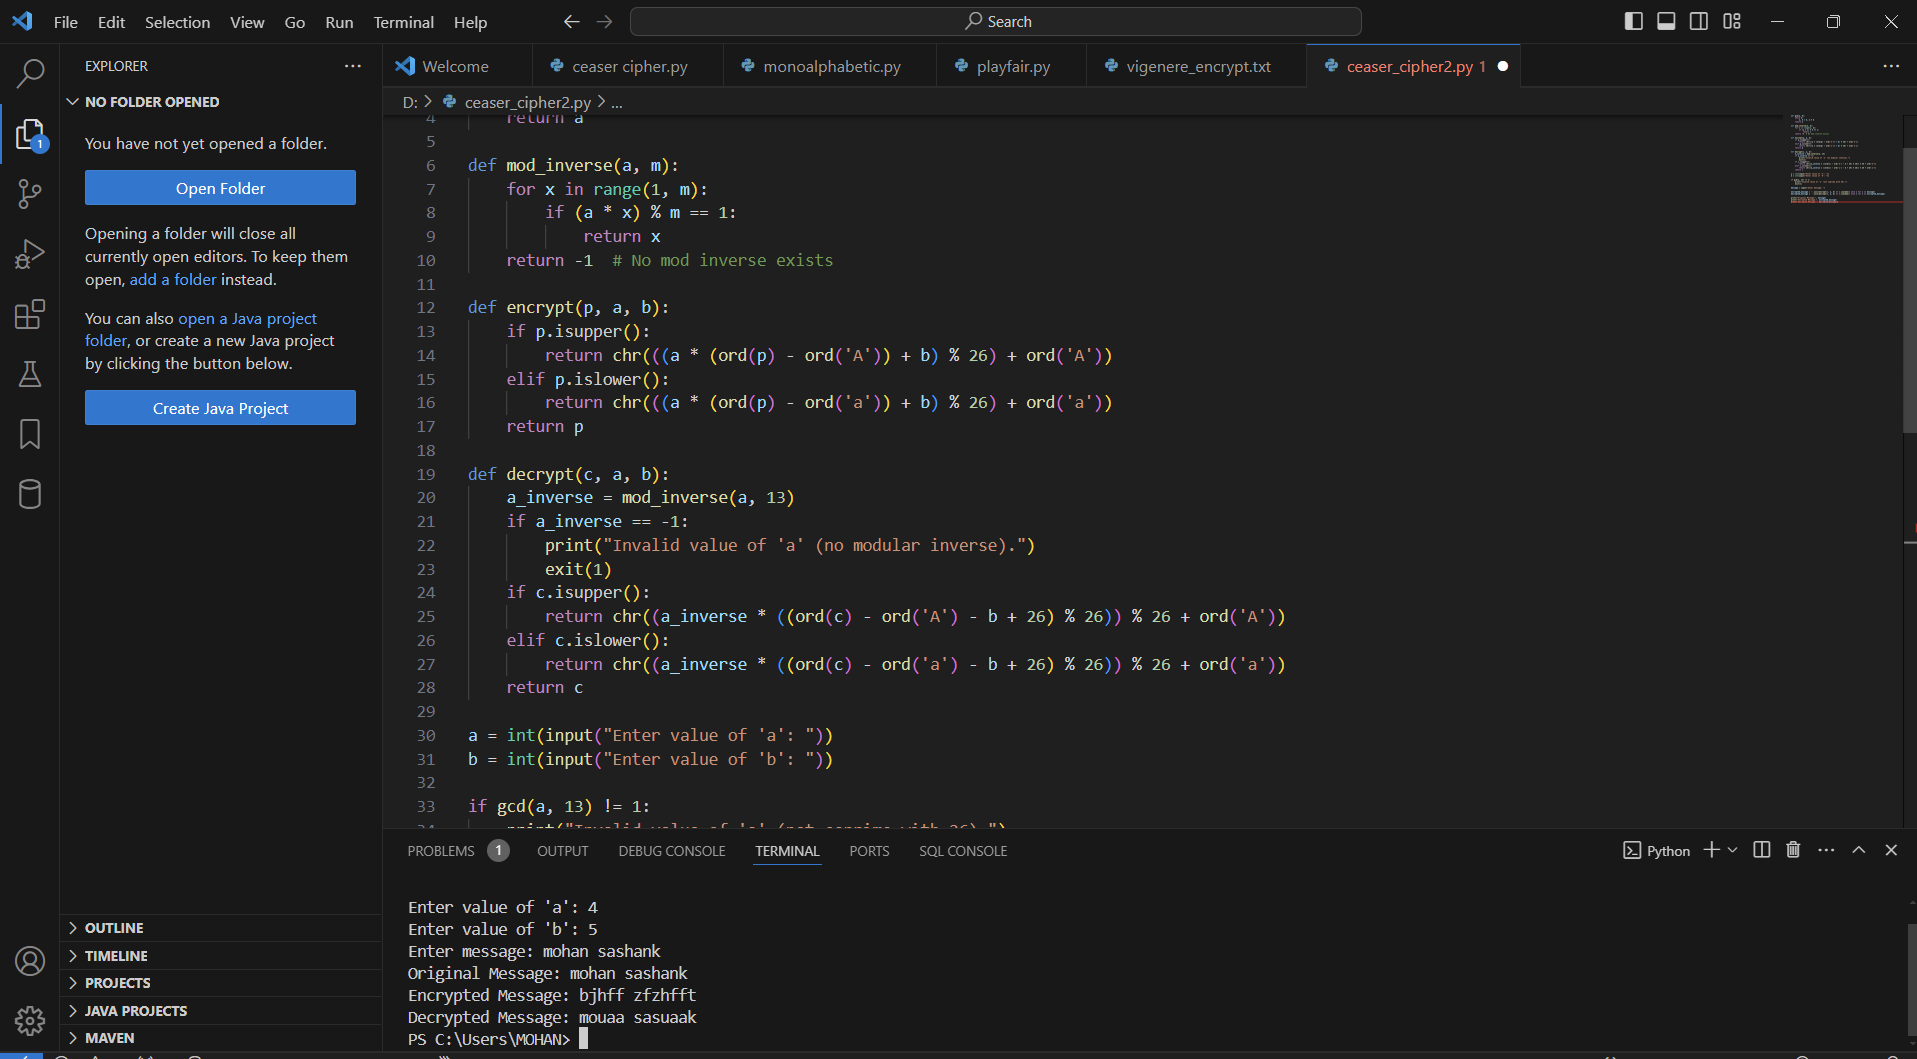 File Edit Selection View Go Run Terminal Help Search
EXPLORER
NO FOLDER OPENED
You have not yet opened a folder.
Open Folder
Opening a folder will close all
currently open editors. To keep them
open, add a folder instead.
You can also open a Java project
folder, or create a new Java project
by clicking the button below.
Create Java Project
OUTLINE
TIMELINE
PROJECTS
JAVA PROJECTS
MAVEN
1
Welcome ceaser cipher.py monoalphabetic.py playfair.py vigenere_encrypt.txt ceaser_cipher2.py 1
D: > ceaser_cipher2.py > ...
4 return a
5
6 def mod_inverse(a, m):
7 for x in range(1, m):
8 if (a * x) % m == 1:
9 return x
10 return -1 # No mod inverse exists
11
12 def encrypt(p, a, b):
13 if p.isupper():
14 return chr(((a * (ord(p) - ord('A')) + b) % 26) + ord('A'))
15 elif p.islower():
16 return chr(((a * (ord(p) - ord('a')) + b) % 26) + ord('a'))
17 return p
18
19 def decrypt(c, a, b):
20 a_inverse = mod_inverse(a, 13)
21 if a_inverse == -1:
22 print("Invalid value of 'a' (no modular inverse).")
23 exit(1)
24 if c.isupper():
25 return chr((a_inverse * ((ord(c) - ord('A') - b + 26) % 26)) % 26 + ord('A'))
26 elif c.islower():
27 return chr((a_inverse * ((ord(c) - ord('a') - b + 26) % 26)) % 26 + ord('a'))
28 return c
29
30 a = int(input("Enter value of 'a': "))
31 b = int(input("Enter value of 'b': "))
32
33 if gcd(a, 13) != 1:
34 print("Invalid value of 'a' (not coprime with 26).")
PROBLEMS 1 OUTPUT DEBUG CONSOLE TERMINAL PORTS SQL CONSOLE Python
Enter value of 'a': 4
Enter value of 'b': 5
Enter message: mohan sashank
Original Message: mohan sashank
Encrypted Message: bjhff zfzhfft
Decrypted Message: mouaa sasuaak
PS C:\Users\MOHAN>